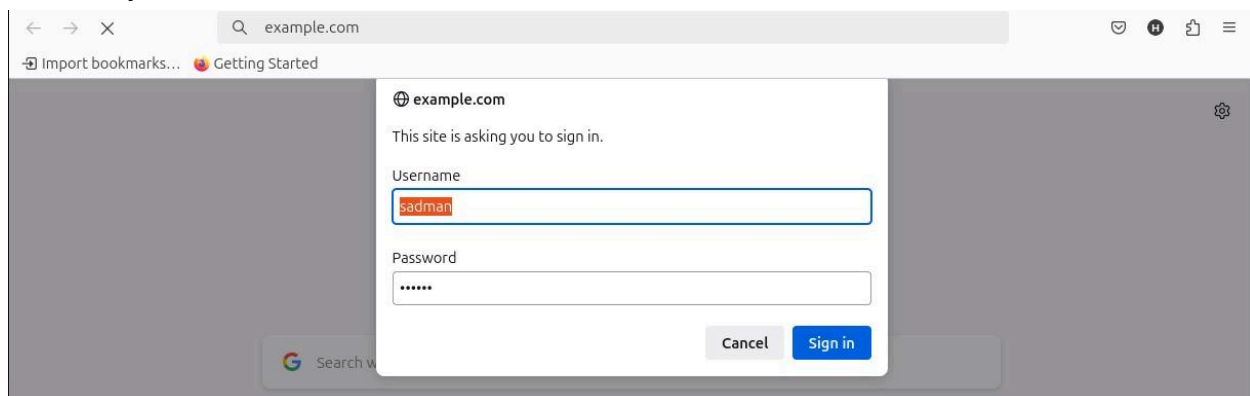 example.com
Import bookmarks... Getting Started
example.com
This site is asking you to sign in.
Username
sadman
Password
••••••
Cancel Sign in
Search w